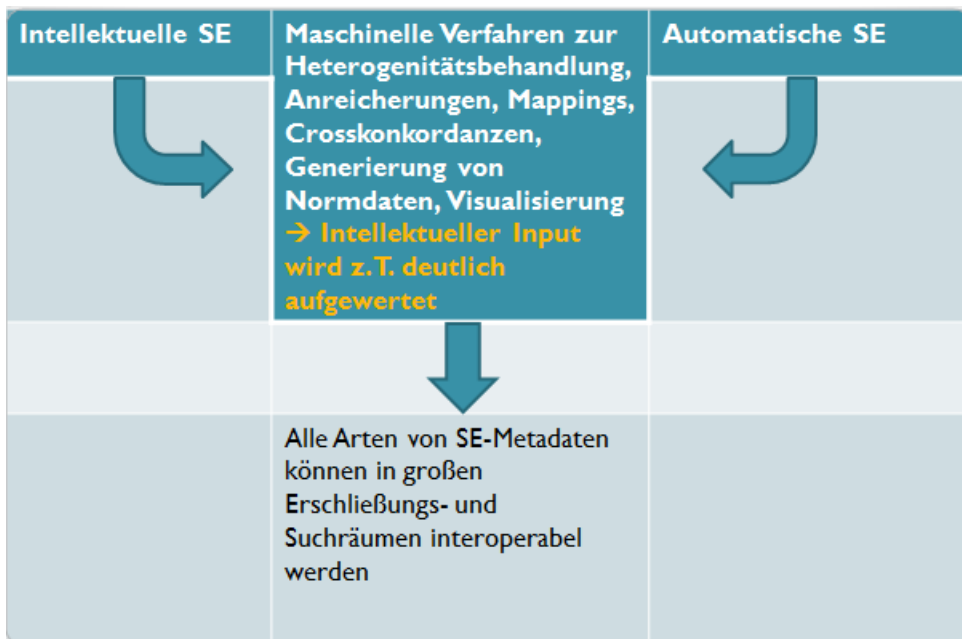 Intellektuelle SE
Maschinelle Verfahren zur
Heterogenitätsbehandlung,
Anreicherungen, Mappings,
Crosskonkordanzen,
Generierung von
Normdaten, Visualisierung
→ Intellektueller Input
wird z.T. deutlich
aufgewertet
Automatische SE
Alle Arten von SE-Metadaten
können in großen
Erschließungs- und
Suchräumen interoperabel
werden